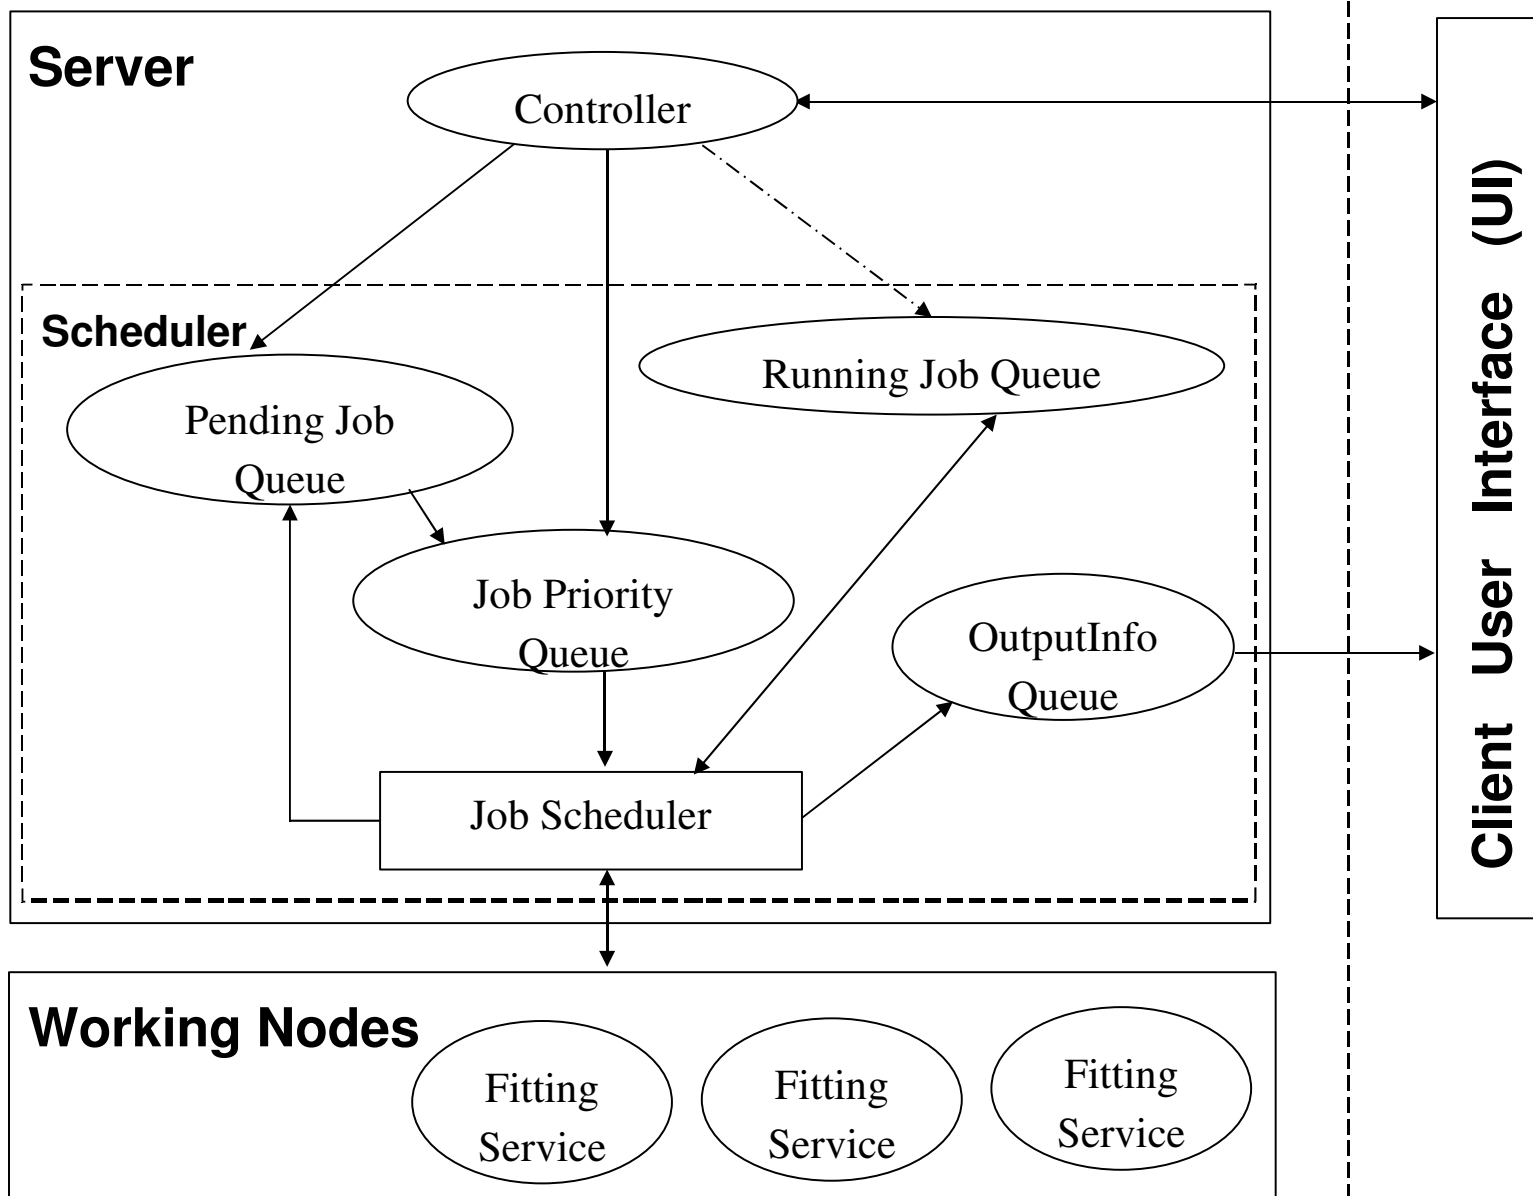 Server
Controller
Scheduler
Running Job Queue
Pending Job
Queue
Job Priority
Queue
OutputInfo
Queue
Job Scheduler
Client User Interface (UI)
Working Nodes
Fitting
Service
Fitting
Service
Fitting
Service